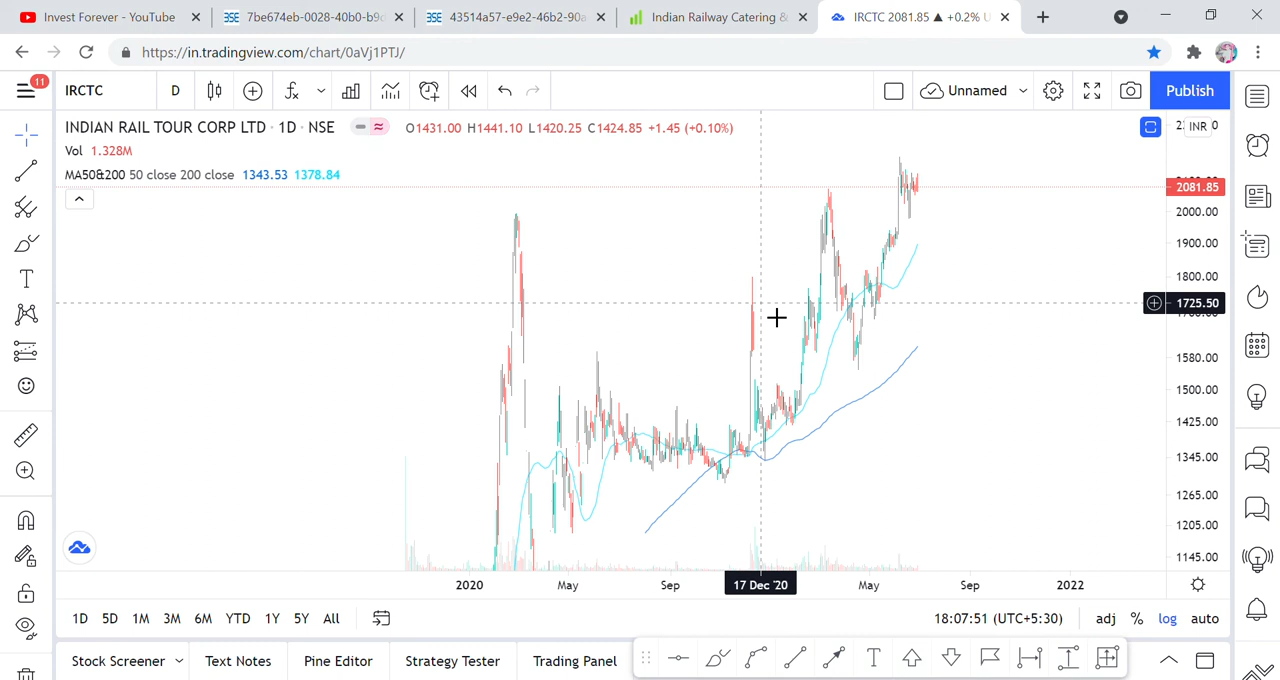 Invest Forever - YouTube
7be674eb-0028-40b0-b9c
43514a57-e9e2-46b2-90a
Indian Railway Catering &
IRCTC 2081.85 ▲ +0.2% U
https://in.tradingview.com/chart/0aVj1PTJ/
11
IRCTC
D
Unnamed
Publish
INDIAN RAIL TOUR CORP LTD · 1D · NSE
O1431.00 H1441.10 L1420.25 C1424.85 +1.45 (+0.10%)
INR
Vol 1.328M
MA50&200 50 close 200 close 1343.53 1378.84
2081.85
2000.00
1900.00
1800.00
1725.50
1580.00
1500.00
1425.00
1345.00
1265.00
1205.00
1145.00
2020
May
Sep
17 Dec '20
May
Sep
2022
1D 5D 1M 3M 6M YTD 1Y 5Y All
18:07:51 (UTC+5:30)
adj % log auto
Stock Screener
Text Notes
Pine Editor
Strategy Tester
Trading Panel